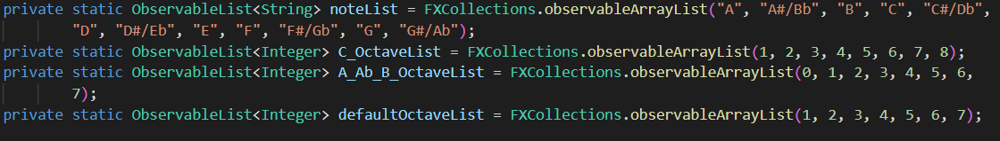 private static ObservableList<String> noteList = FXCollections.observableArrayList("A", "A#/Bb", "B", "C", "C#/Db",
"D", "D#/Eb", "E", "F", "F#/Gb", "G", "G#/Ab");
private static ObservableList<Integer> C_OctaveList = FXCollections.observableArrayList(1, 2, 3, 4, 5, 6, 7, 8);
private static ObservableList<Integer> A_Ab_B_OctaveList = FXCollections.observableArrayList(0, 1, 2, 3, 4, 5, 6,
7);
private static ObservableList<Integer> defaultOctaveList = FXCollections.observableArrayList(1, 2, 3, 4, 5, 6, 7);